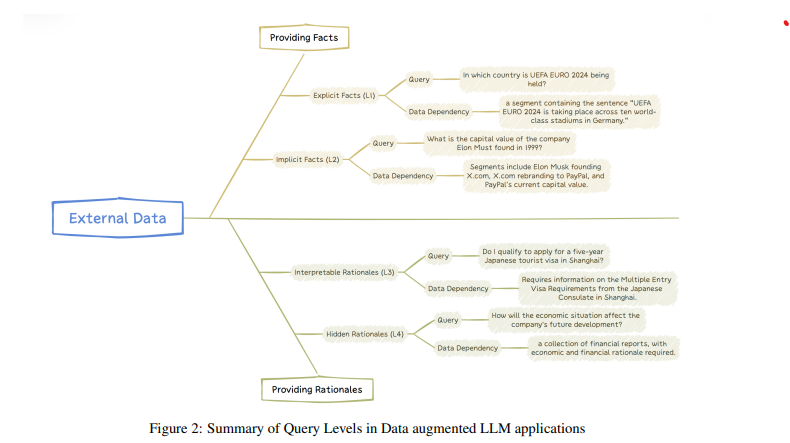 Providing Facts
Explicit Facts (L1)
Query
In which country is UEFA EURO 2024 being
held?
Data Dependency
a segment containing the sentence "UEFA
EURO 2024 is taking place across ten world-
class stadiums in Germany."
Implicit Facts (L2)
Query
What is the capital value of the company
Elon Must found in 1999?
Data Dependency
Segments include Elon Musk founding
X.com, X.com rebranding to PayPal, and
PayPal's current capital value.
External Data
Interpretable Rationales (L3)
Query
Do I qualify to apply for a five-year
Japanese tourist visa in Shanghai?
Data Dependency
Requires information on the Multiple Entry
Visa Requirements from the Japanese
Consulate in Shanghai.
Hidden Rationales (L4)
Query
How will the economic situation affect the
company's future development?
Data Dependency
a collection of financial reports, with
economic and financial rationale required.
Providing Rationales
Figure 2: Summary of Query Levels in Data augmented LLM applications